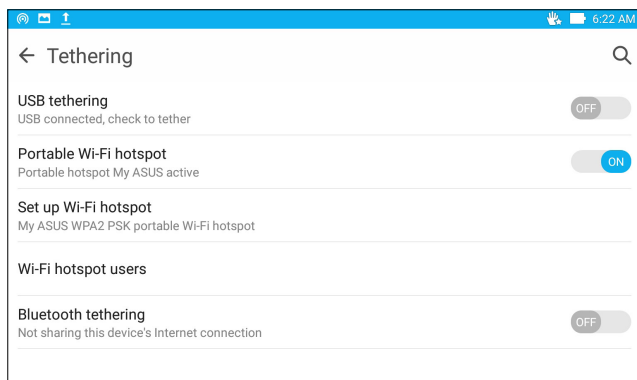 6:22 AM
Tethering
USB tethering
USB connected, check to tether
OFF
Portable Wi-Fi hotspot
Portable hotspot My ASUS active
ON
Set up Wi-Fi hotspot
My ASUS WPA2 PSK portable Wi-Fi hotspot
Wi-Fi hotspot users
Bluetooth tethering
Not sharing this device's Internet connection
OFF